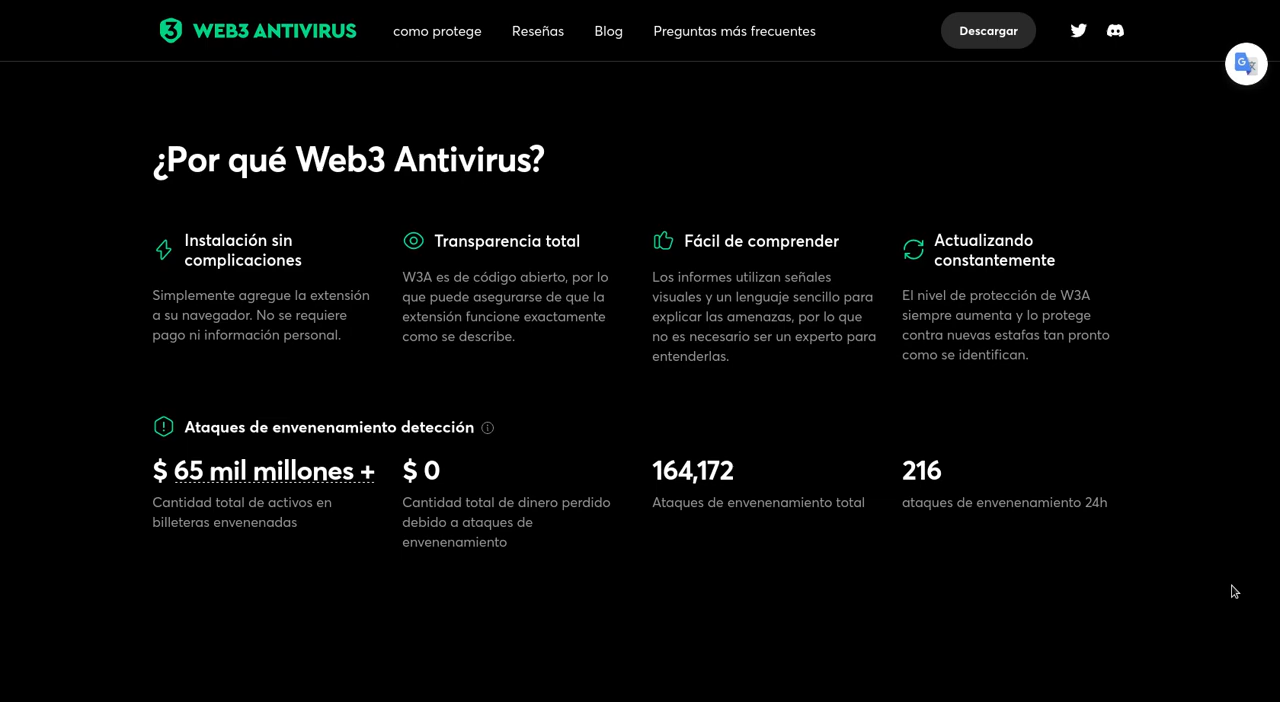 WEB3 ANTIVIRUS
como protege
Reseñas
Blog
Preguntas más frecuentes
Descargar
¿Por qué Web3 Antivirus?
Instalación sin
complicaciones
Simplemente agregue la extensión
a su navegador. No se requiere
pago ni información personal.
Transparencia total
W3A es de código abierto, por lo
que puede asegurarse de que la
extensión funcione exactamente
como se describe.
Fácil de comprender
Los informes utilizan señales
visuales y un lenguaje sencillo para
explicar las amenazas, por lo que
no es necesario ser un experto para
entenderlas.
Actualizando
constantemente
El nivel de protección de W3A
siempre aumenta y lo protege
contra nuevas estafas tan pronto
como se identifican.
Ataques de envenenamiento detección
$ 65 mil millones +
Cantidad total de activos en
billeteras envenenadas
$ 0
Cantidad total de dinero perdido
debido a ataques de
envenenamiento
164,172
Ataques de envenenamiento total
216
ataques de envenenamiento 24h